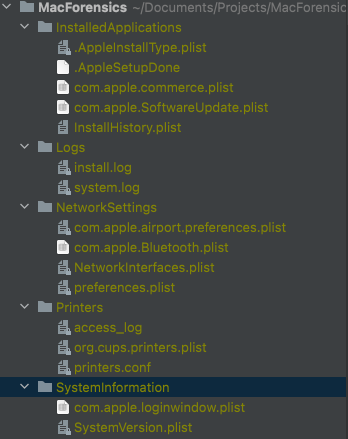 MacForensics ~/Documents/Projects/MacForensic
InstalledApplications
.AppleInstallType.plist
.AppleSetupDone
com.apple.commerce.plist
com.apple.SoftwareUpdate.plist
InstallHistory.plist
Logs
install.log
system.log
NetworkSettings
com.apple.airport.preferences.plist
com.apple.Bluetooth.plist
NetworkInterfaces.plist
preferences.plist
Printers
access_log
org.cups.printers.plist
printers.conf
SystemInformation
com.apple.loginwindow.plist
SystemVersion.plist